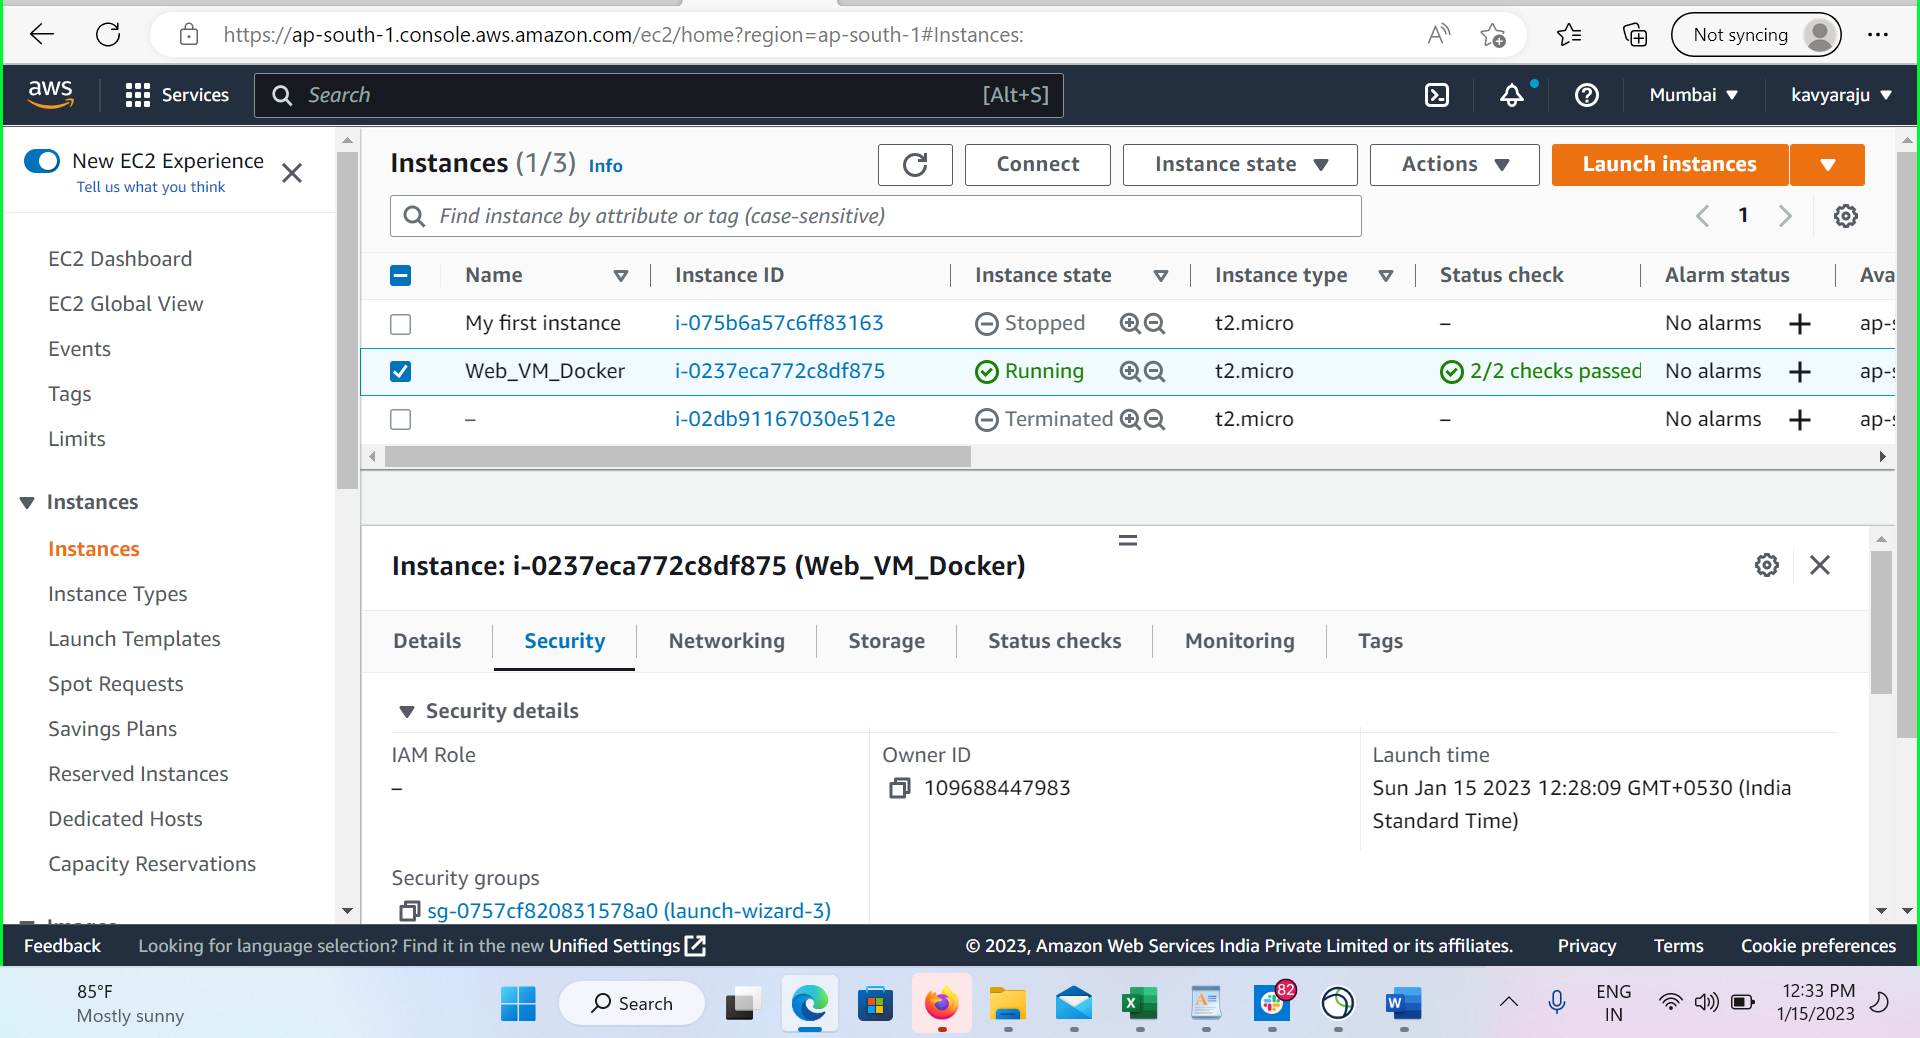 https://ap-south-1.console.aws.amazon.com/ec2/home?region=ap-south-1#Instances:
Not syncing
aws
Services
Search
[Alt+S]
Mumbai
kavyaraju
New EC2 Experience
Tell us what you think
EC2 Dashboard
EC2 Global View
Events
Tags
Limits
Instances
Instances
Instance Types
Launch Templates
Spot Requests
Savings Plans
Reserved Instances
Dedicated Hosts
Capacity Reservations
Instances (1/3) Info
Connect
Instance state
Actions
Launch instances
Find instance by attribute or tag (case-sensitive)
1
Name Instance ID Instance state Instance type Status check Alarm status Ava
My first instance i-075b6a57c6ff83163 Stopped t2.micro – No alarms + ap-s
Web_VM_Docker i-0237eca772c8df875 Running t2.micro 2/2 checks passed No alarms + ap-s
– i-02db91167030e512e Terminated t2.micro – No alarms + ap-s
Instance: i-0237eca772c8df875 (Web_VM_Docker)
Details Security Networking Storage Status checks Monitoring Tags
Security details
IAM Role
–
Owner ID
109688447983
Launch time
Sun Jan 15 2023 12:28:09 GMT+0530 (India
Standard Time)
Security groups
sg-0757cf820831578a0 (launch-wizard-3)
Feedback Looking for language selection? Find it in the new Unified Settings © 2023, Amazon Web Services India Private Limited or its affiliates. Privacy Terms Cookie preferences
85°F
Mostly sunny
Search
X
A
82
W
ENG
IN
12:33 PM
1/15/2023